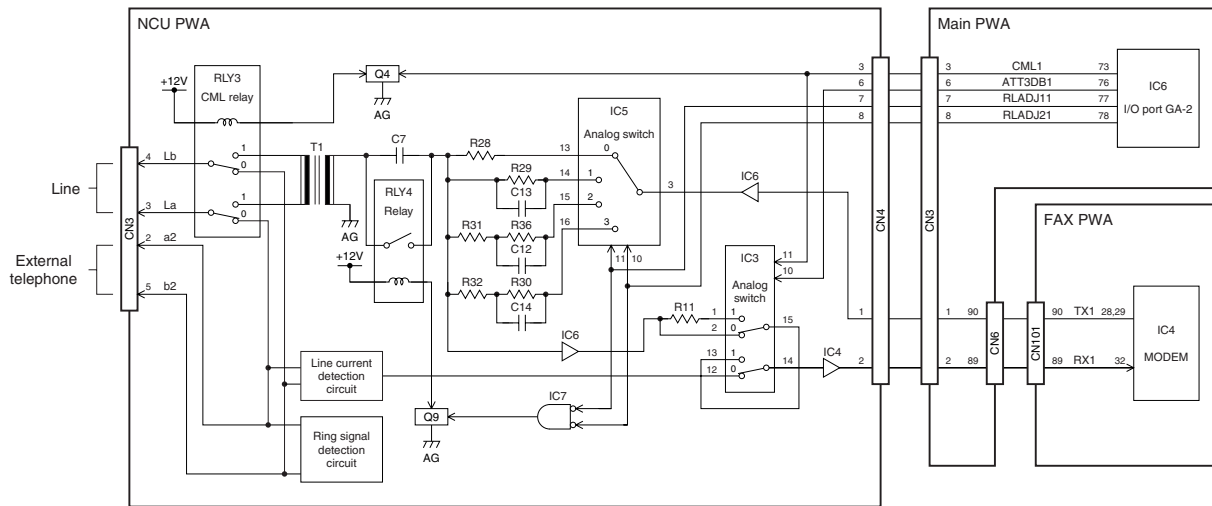 NCU PWA
Main PWA
RLY3
CML relay
+12V
Q4
AG
3
3
CML1
73
6
6
ATT3DB1
76
7
7
RLADJ11
77
8
8
RLADJ21
78
IC6
I/O port GA-2
IC5
Analog switch
C7
T1
1
0
1
0
4
Lb
3
La
2
a2
5
b2
CN3
Line
External
telephone
AG
RLY4
Relay
+12V
R28
13
0
R29
14
1
C13
15
2
R31
R36
16
3
C12
R32
R30
C14
11
10
3
IC6
CN4
CN3
FAX PWA
IC3
Analog
switch
11
10
R11
1
1
2
0
15
13
1
12
0
14
IC6
IC4
1
1
90
90
TX1
28,29
2
2
89
89
RX1
32
CN6
CN101
IC4
MODEM
Line current
detection
circuit
Ring signal
detection
circuit
Q9
AG
IC7